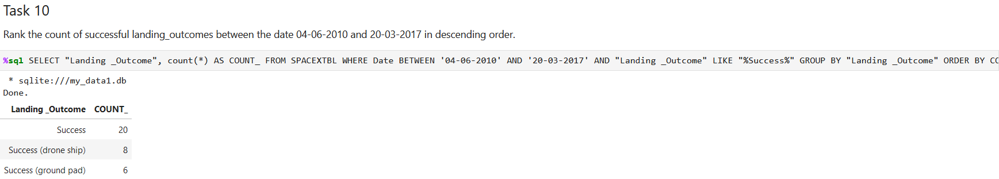 Task 10
Rank the count of successful landing_outcomes between the date 04-06-2010 and 20-03-2017 in descending order.
%sql SELECT "Landing _Outcome", count(*) AS COUNT_ FROM SPACEXTBL WHERE Date BETWEEN '04-06-2010' AND '20-03-2017' AND "Landing _Outcome" LIKE "%Success%" GROUP BY "Landing _Outcome" ORDER BY CO
* sqlite:///my_data1.db
Done.
Landing _Outcome COUNT_
Success 20
Success (drone ship) 8
Success (ground pad) 6